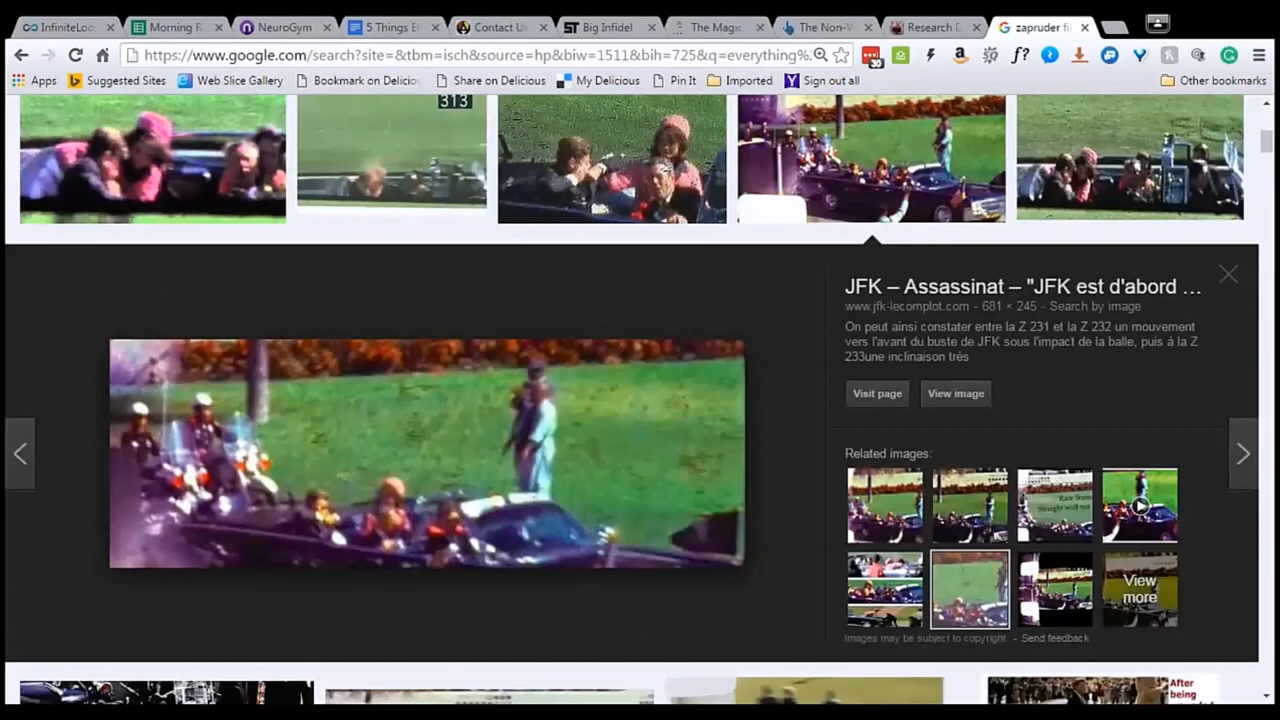 InfiniteLoo
Morning R
NeuroGym
5 Things E
Contact Us
Big Infidel
The Magic
The Non-V
Research D
zapruder fi
https://www.google.com/search?site=&tbm=isch&source=hp&biw=1511&bih=725&q=everything%
30
f?
Apps
Suggested Sites
Web Slice Gallery
Bookmark on Delicio
Share on Delicious
My Delicious
Pin It
Imported
Sign out all
Other bookmarks
313
JFK – Assassinat – "JFK est d'abord ...
www.jfk-lecomplot.com - 681 × 245 - Search by image
On peut ainsi constater entre la Z 231 et la Z 232 un mouvement
vers l'avant du buste de JFK sous l'impact de la balle, puis à la Z
233une inclinaison très
Visit page
View image
Related images:
Raw frame
View
more
Images may be subject to copyright. - Send feedback
After
being